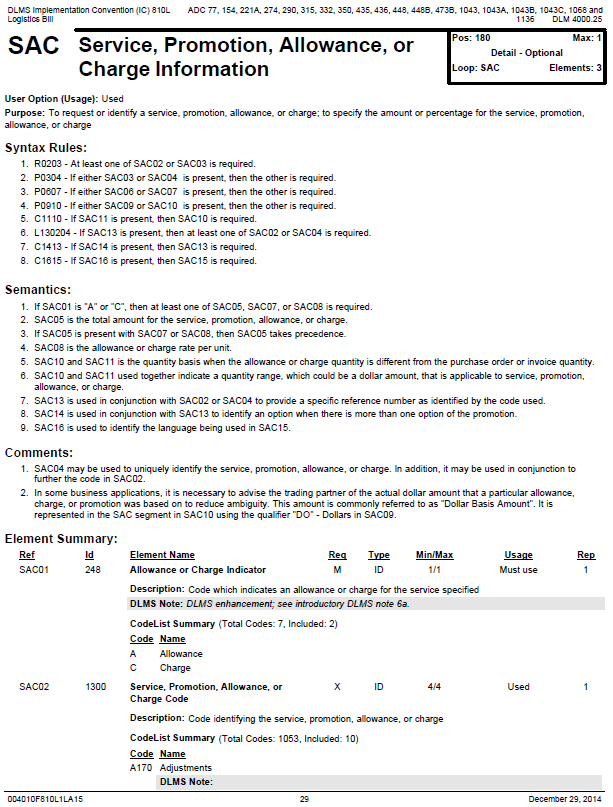 DLMS Implementation Convention (IC) 810L ADC 77, 154, 221A, 274, 290, 315, 332, 350, 435, 436, 448, 448B, 473B, 1043, 1043A, 1043B, 1043C, 1068 and
Logistics Bill 1136 DLM 4000.25
SAC Service, Promotion, Allowance, or
Charge Information
Pos: 180 Max: 1
Detail - Optional
Loop: SAC Elements: 3
User Option (Usage): Used
Purpose: To request or identify a service, promotion, allowance, or charge; to specify the amount or percentage for the service, promotion,
allowance, or charge
Syntax Rules:
1. R0203 - At least one of SAC02 or SAC03 is required.
2. P0304 - If either SAC03 or SAC04 is present, then the other is required.
3. P0607 - If either SAC06 or SAC07 is present, then the other is required.
4. P0910 - If either SAC09 or SAC10 is present, then the other is required.
5. C1110 - If SAC11 is present, then SAC10 is required.
6. L130204 - If SAC13 is present, then at least one of SAC02 or SAC04 is required.
7. C1413 - If SAC14 is present, then SAC13 is required.
8. C1615 - If SAC16 is present, then SAC15 is required.
Semantics:
1. If SAC01 is "A" or "C", then at least one of SAC05, SAC07, or SAC08 is required.
2. SAC05 is the total amount for the service, promotion, allowance, or charge.
3. If SAC05 is present with SAC07 or SAC08, then SAC05 takes precedence.
4. SAC08 is the allowance or charge rate per unit.
5. SAC10 and SAC11 is the quantity basis when the allowance or charge quantity is different from the purchase order or invoice quantity.
6. SAC10 and SAC11 used together indicate a quantity range, which could be a dollar amount, that is applicable to service, promotion,
allowance, or charge.
7. SAC13 is used in conjunction with SAC02 or SAC04 to provide a specific reference number as identified by the code used.
8. SAC14 is used in conjunction with SAC13 to identify an option when there is more than one option of the promotion.
9. SAC16 is used to identify the language being used in SAC15.
Comments:
1. SAC04 may be used to uniquely identify the service, promotion, allowance, or charge. In addition, it may be used in conjunction to
further the code in SAC02.
2. In some business applications, it is necessary to advise the trading partner of the actual dollar amount that a particular allowance,
charge, or promotion was based on to reduce ambiguity. This amount is commonly referred to as "Dollar Basis Amount". It is
represented in the SAC segment in SAC10 using the qualifier "DO" - Dollars in SAC09.
Element Summary:
Ref Id Element Name Req Type Min/Max Usage Rep
SAC01 248 Allowance or Charge Indicator M ID 1/1 Must use 1
Description: Code which indicates an allowance or charge for the service specified
DLMS Note: DLMS enhancement; see introductory DLMS note 6a.
CodeList Summary (Total Codes: 7, Included: 2)
Code Name
A Allowance
C Charge
SAC02 1300 Service, Promotion, Allowance, or X ID 4/4 Used 1
Charge Code
Description: Code identifying the service, promotion, allowance, or charge
CodeList Summary (Total Codes: 1053, Included: 10)
Code Name
A170 Adjustments
DLMS Note:
004010F810L1LA15 29 December 29, 2014